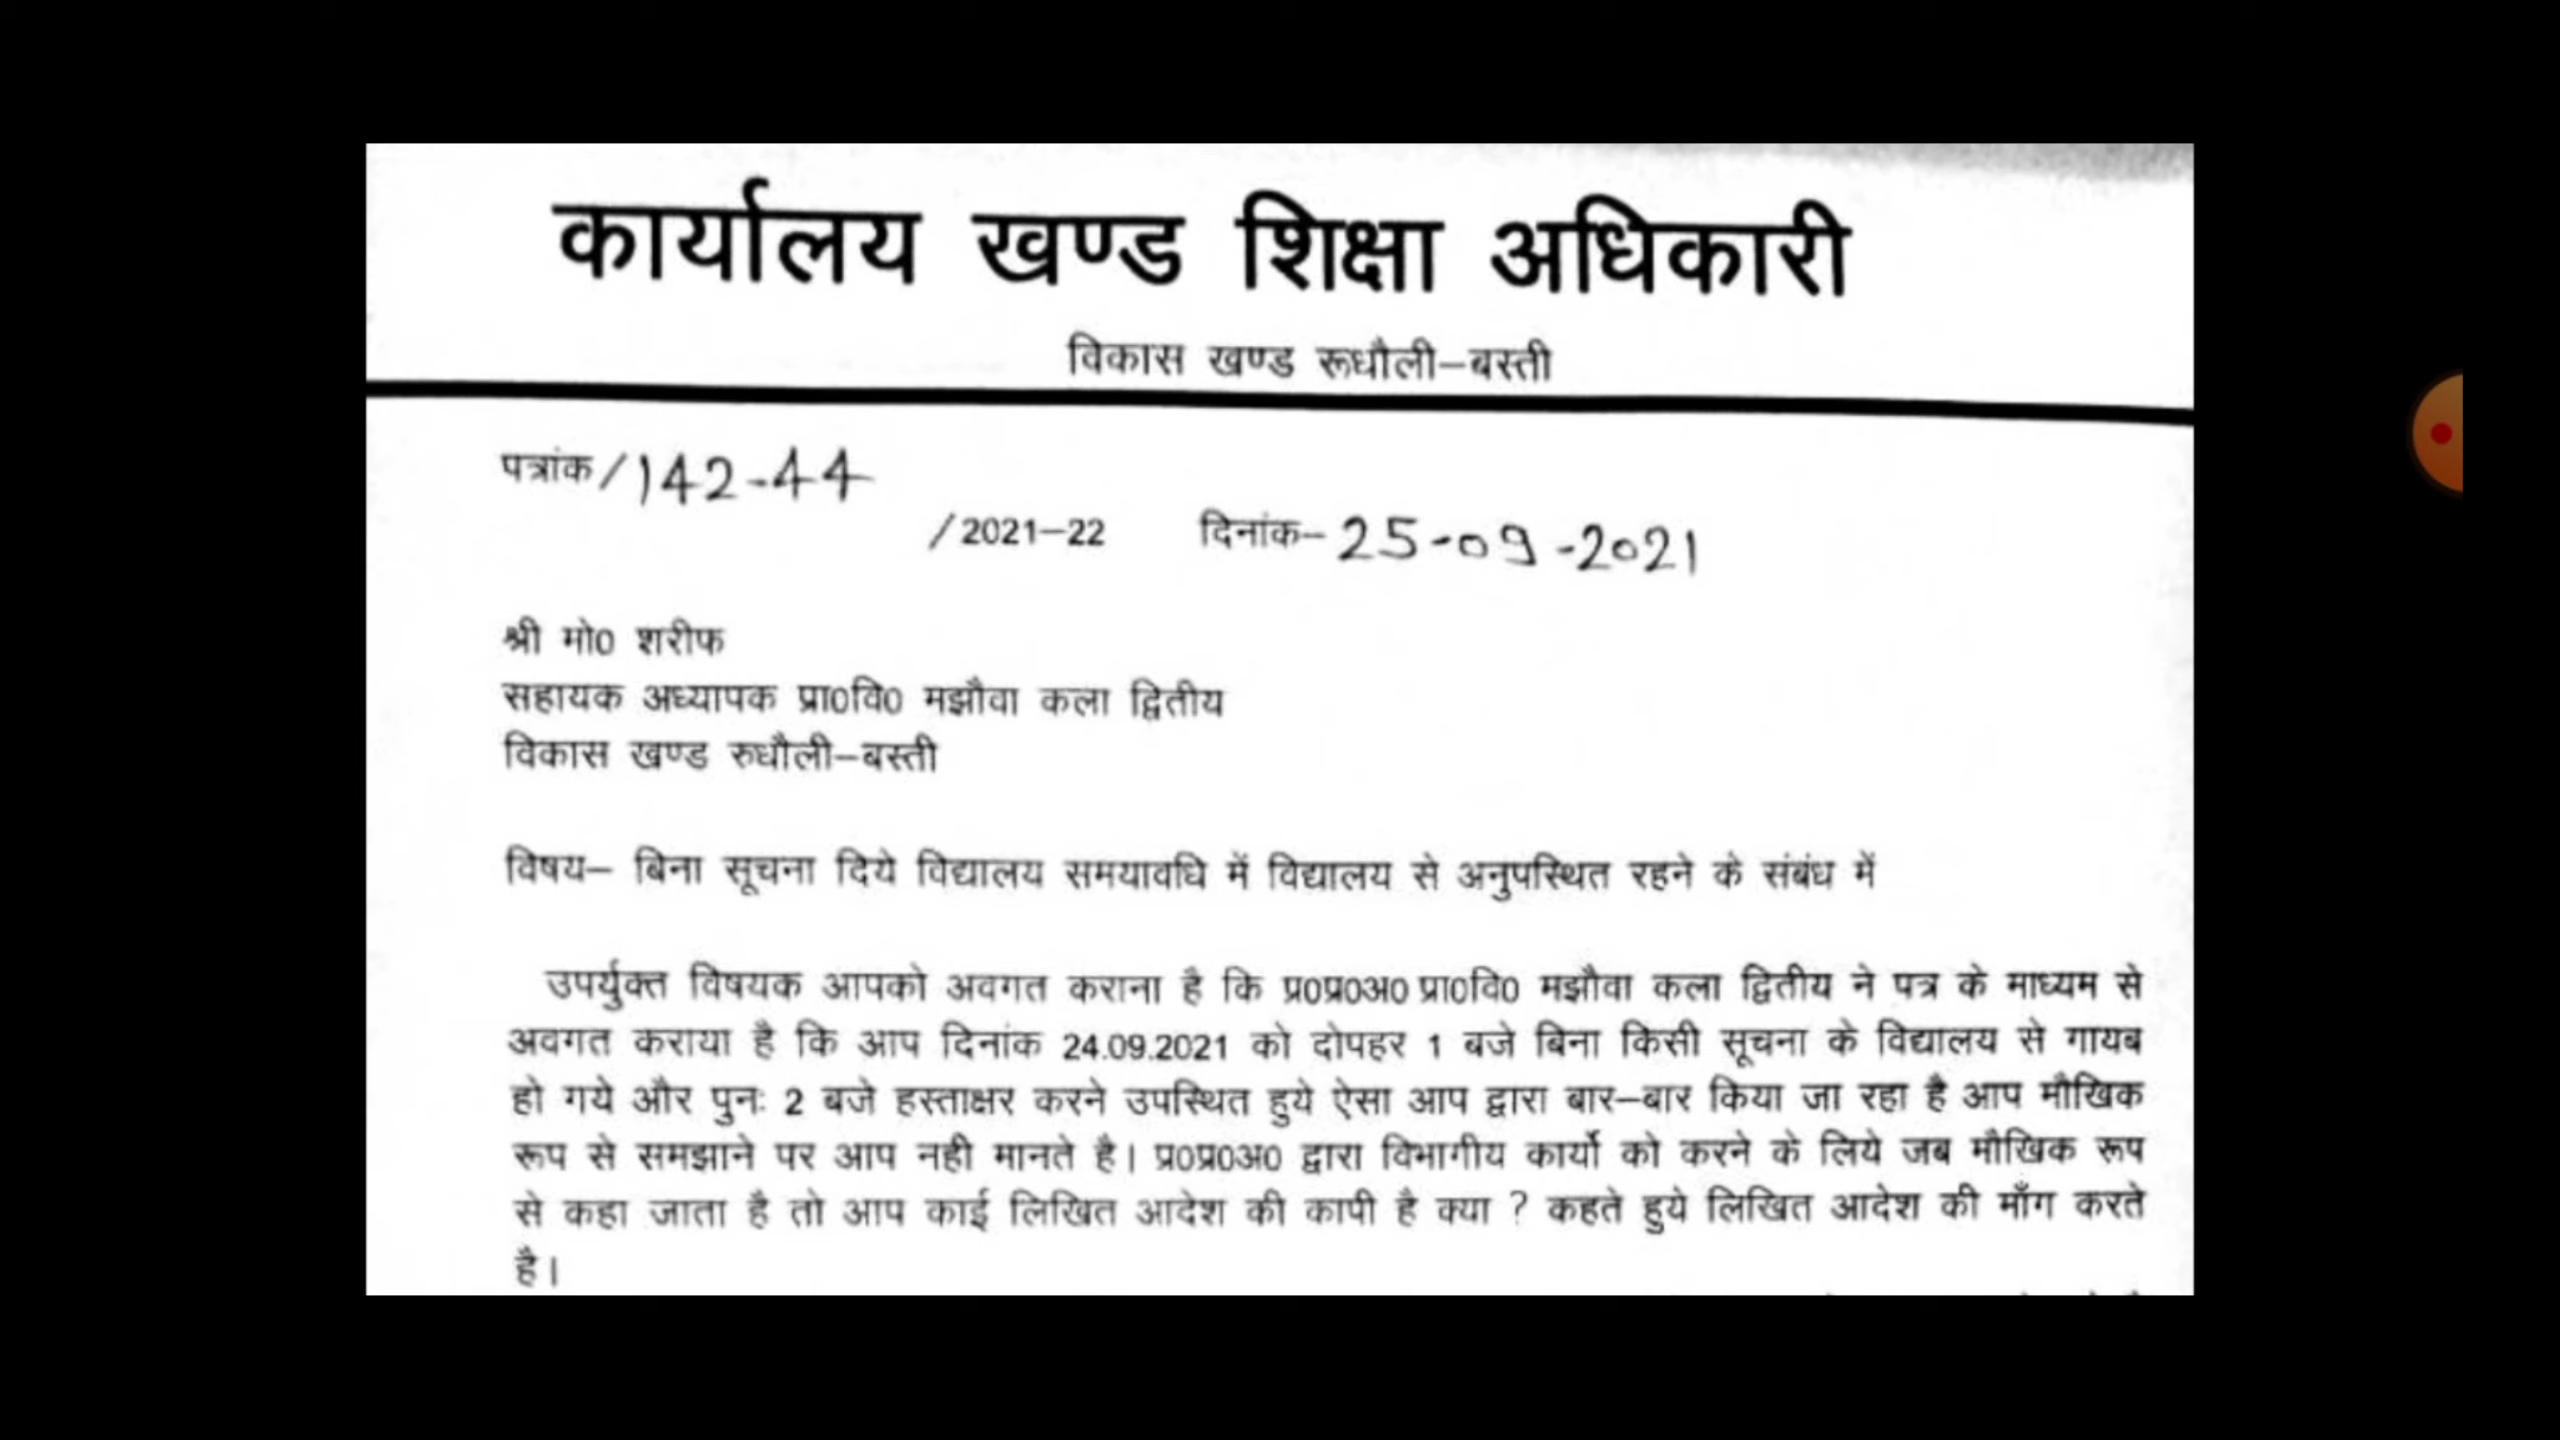 कार्यालय खण्ड शिक्षा अधिकारी
विकास खण्ड रूधौली–बस्ती
पत्रांक/142-44
/2021–22 दिनांक– 25-09-2021
श्री मो0 शरीफ
सहायक अध्यापक प्रा0वि0 मझौवा कला द्वितीय
विकास खण्ड रुधौली–बस्ती
विषय– बिना सूचना दिये विद्यालय समयावधि में विद्यालय से अनुपस्थित रहने के संबंध में
उपर्युक्त विषयक आपको अवगत कराना है कि प्र0प्र0अ0 प्रा0वि0 मझौवा कला द्वितीय ने पत्र के माध्यम से
अवगत कराया है कि आप दिनांक 24.09.2021 को दोपहर 1 बजे बिना किसी सूचना के विद्यालय से गायब
हो गये और पुनः 2 बजे हस्ताक्षर करने उपस्थित हुये ऐसा आप द्वारा बार–बार किया जा रहा है आप मौखिक
रूप से समझाने पर आप नही मानते है। प्र0प्र0अ0 द्वारा विभागीय कार्यो को करने के लिये जब मौखिक रूप
से कहा जाता है तो आप काई लिखित आदेश की कापी है क्या ? कहते हुये लिखित आदेश की माँग करते
है।